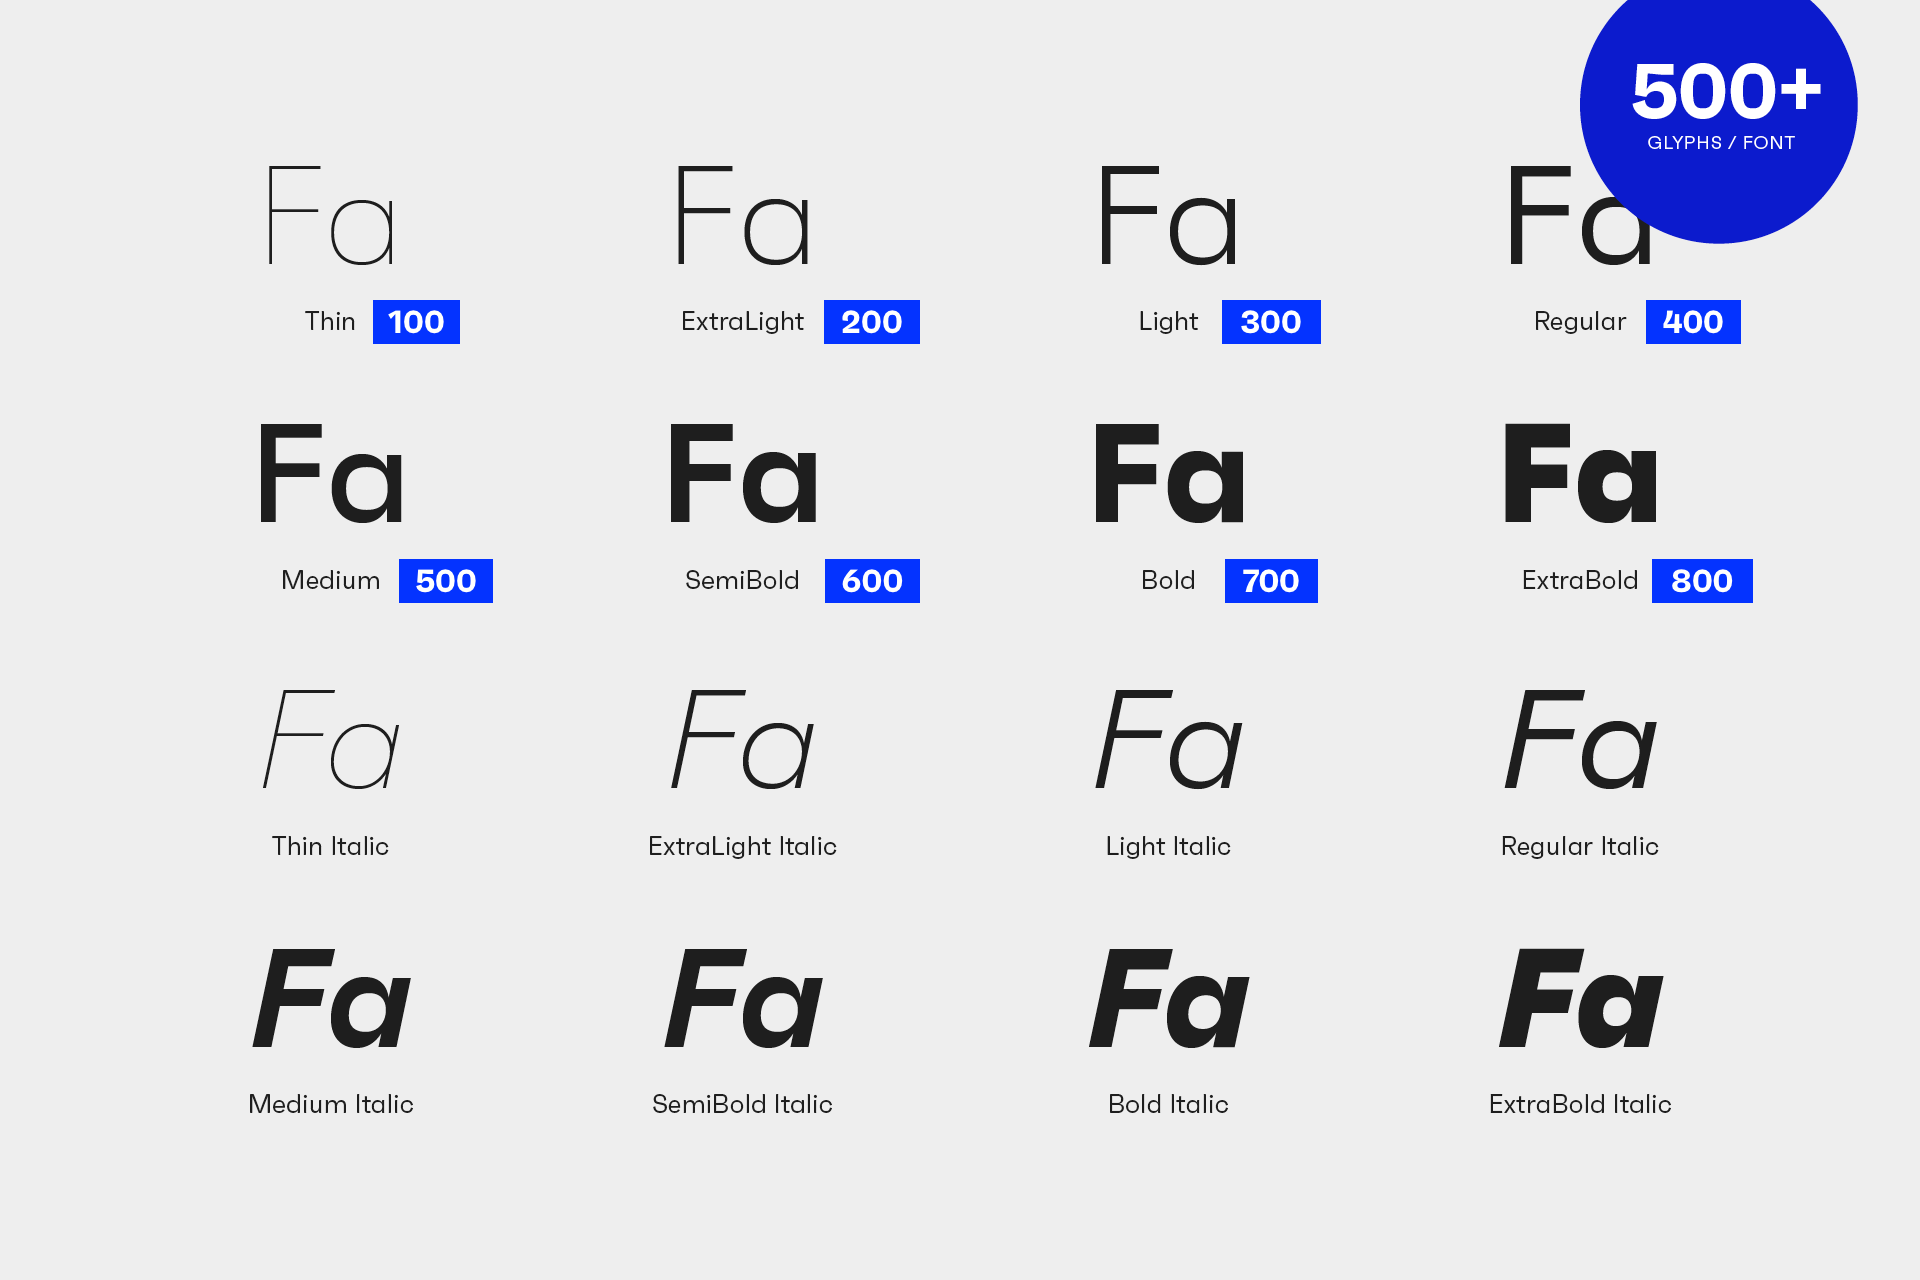 500+
GLYPHS / FONT
Fa Fa Fa Fa
Thin 100 ExtraLight 200 Light 300 Regular 400
Fa Fa Fa Fa
Medium 500 SemiBold 600 Bold 700 ExtraBold 800
Fa Fa Fa Fa
Thin Italic ExtraLight Italic Light Italic Regular Italic
Fa Fa Fa Fa
Medium Italic SemiBold Italic Bold Italic ExtraBold Italic